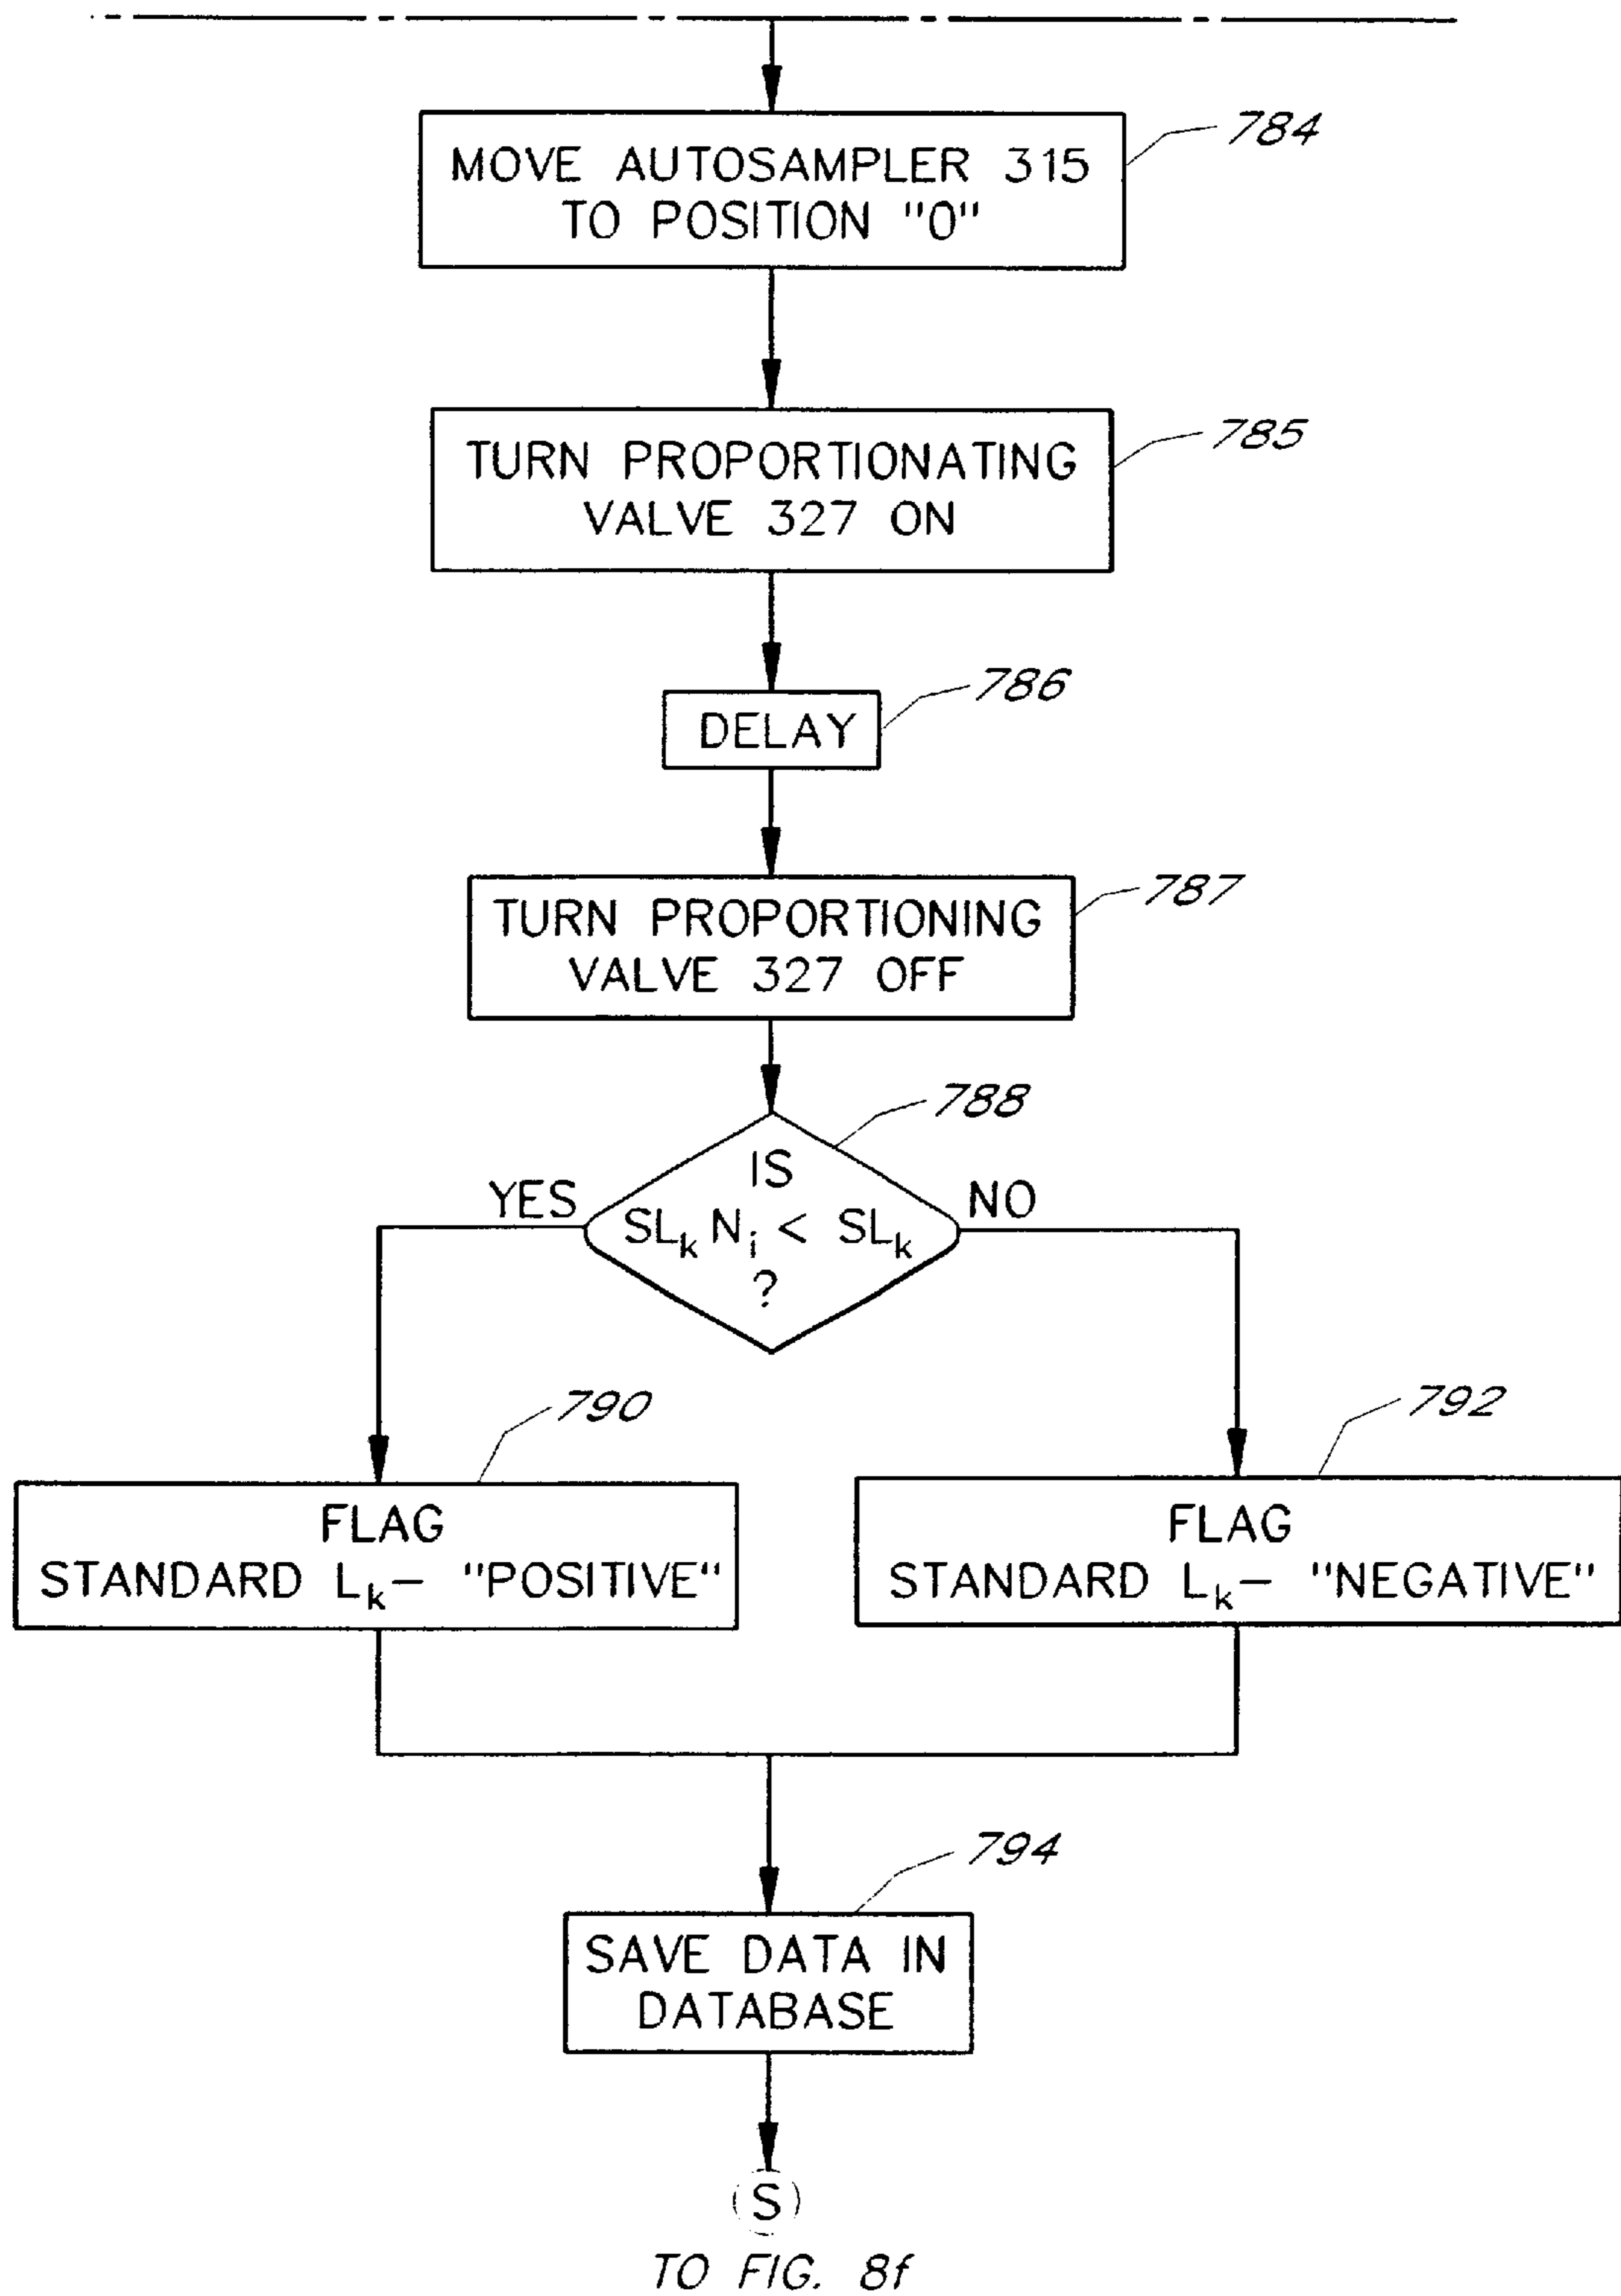 784
MOVE AUTOSAMPLER 315
TO POSITION "0"
785
TURN PROPORTIONATING
VALVE 327 ON
786
DELAY
787
TURN PROPORTIONING
VALVE 327 OFF
788
YES
IS
NO
SLₖ Nᵢ < SLₖ
?
790
792
FLAG
STANDARD Lₖ— "POSITIVE"
FLAG
STANDARD Lₖ— "NEGATIVE"
794
SAVE DATA IN
DATABASE
S
TO FIG. 8f